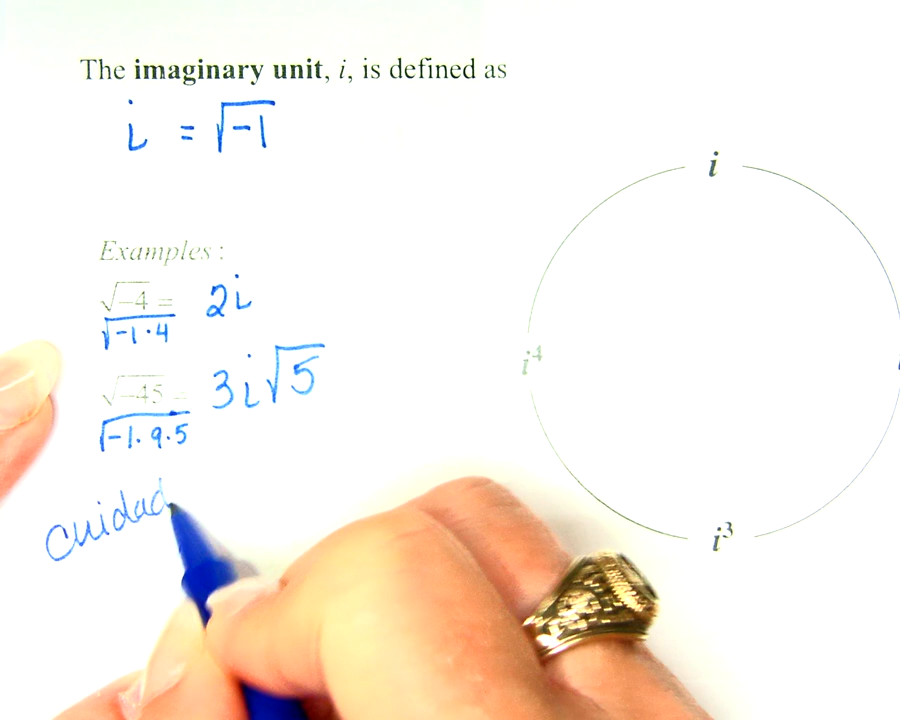 The imaginary unit, i, is defined as
i = √-1
Examples :
√-4 = 2i
√-1·4
√-45 = 3i√5
√-1·9·5
cuidad
i
i⁴
i³